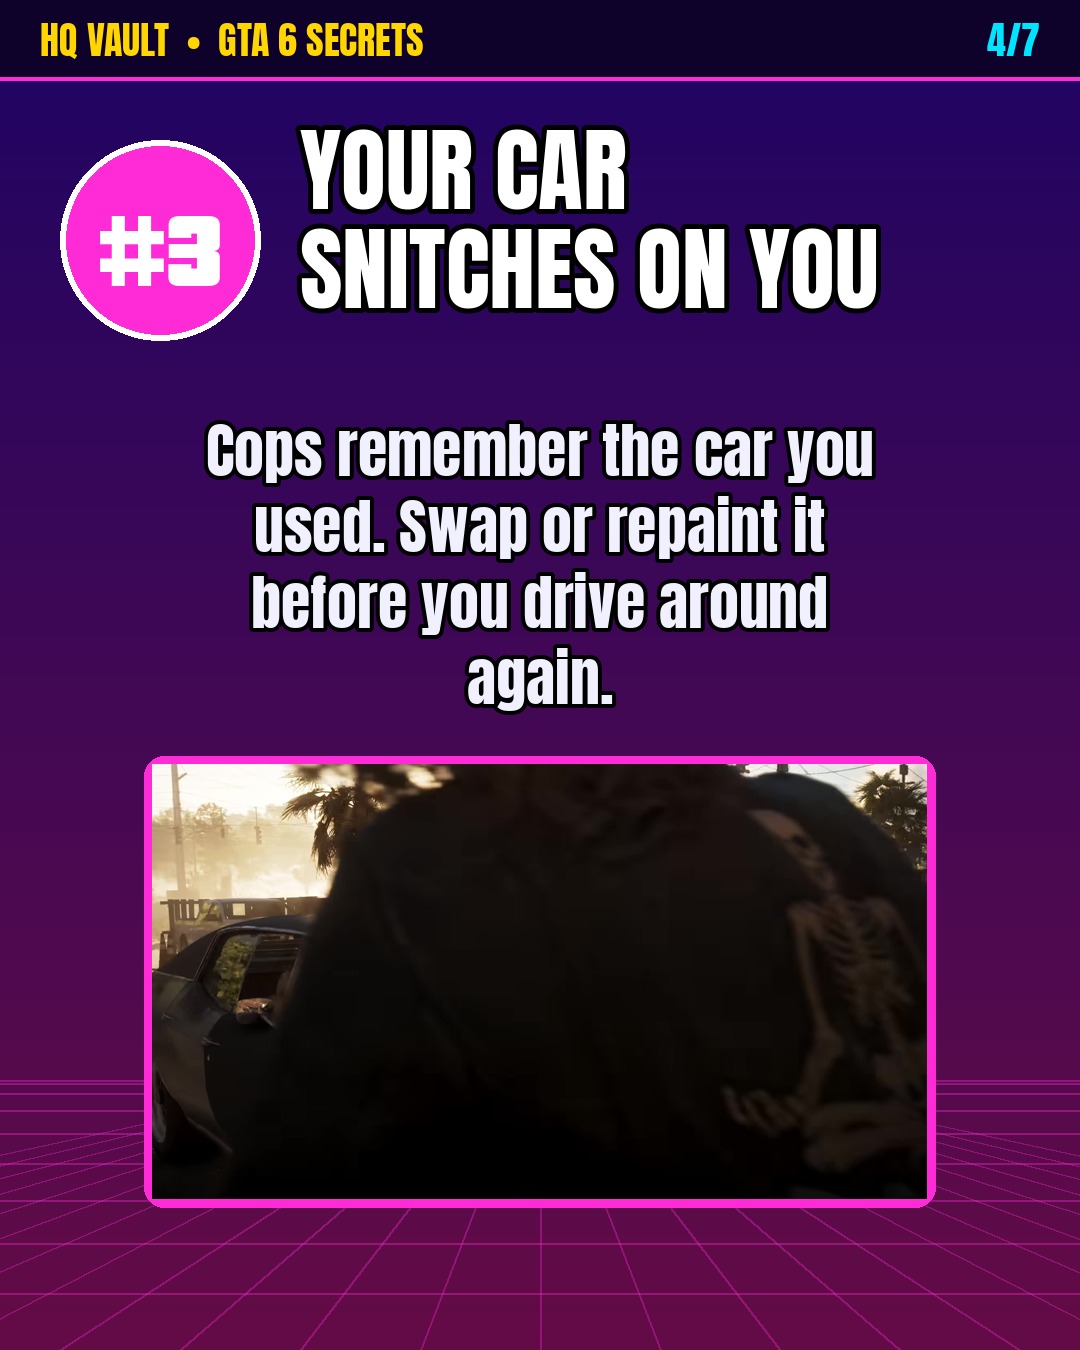 HQ VAULT • GTA 6 SECRETS
4/7
#3
YOUR CAR
SNITCHES ON YOU
Cops remember the car you
used. Swap or repaint it
before you drive around
again.